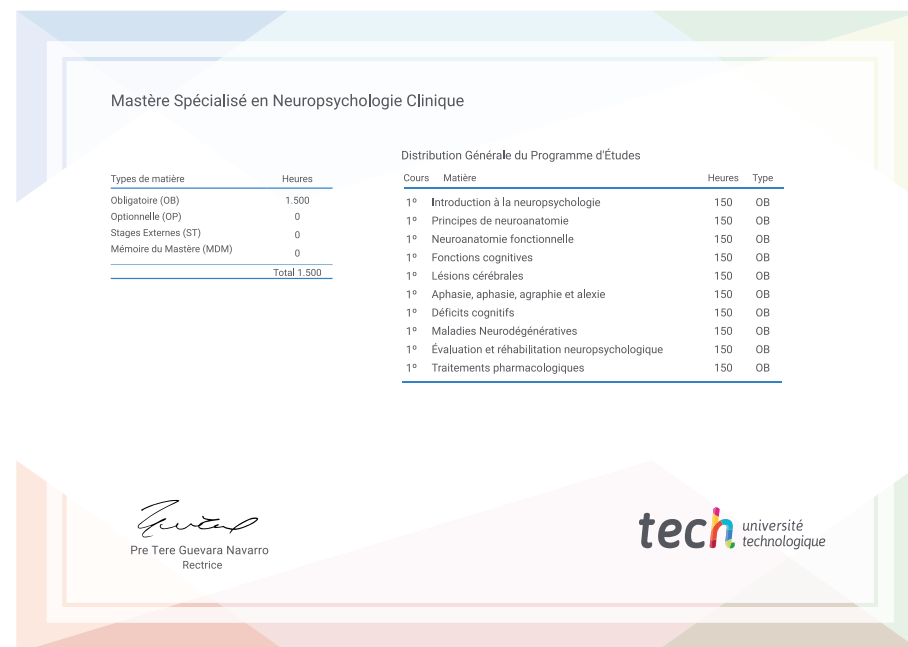 Mastère Spécialisé en Neuropsychologie Clinique
Types de matière Heures
Obligatoire (OB) 1.500
Optionnelle (OP) 0
Stages Externes (ST) 0
Mémoire du Mastère (MDM) 0
Total 1.500
Distribution Générale du Programme d'Études
Cours Matière Heures Type
1º Introduction à la neuropsychologie 150 OB
1º Principes de neuroanatomie 150 OB
1º Neuroanatomie fonctionnelle 150 OB
1º Fonctions cognitives 150 OB
1º Lésions cérébrales 150 OB
1º Aphasie, aphasie, agraphie et alexie 150 OB
1º Déficits cognitifs 150 OB
1º Maladies Neurodégénératives 150 OB
1º Évaluation et réhabilitation neuropsychologique 150 OB
1º Traitements pharmacologiques 150 OB
Pre Tere Guevara Navarro
Rectrice
tech université
technologique